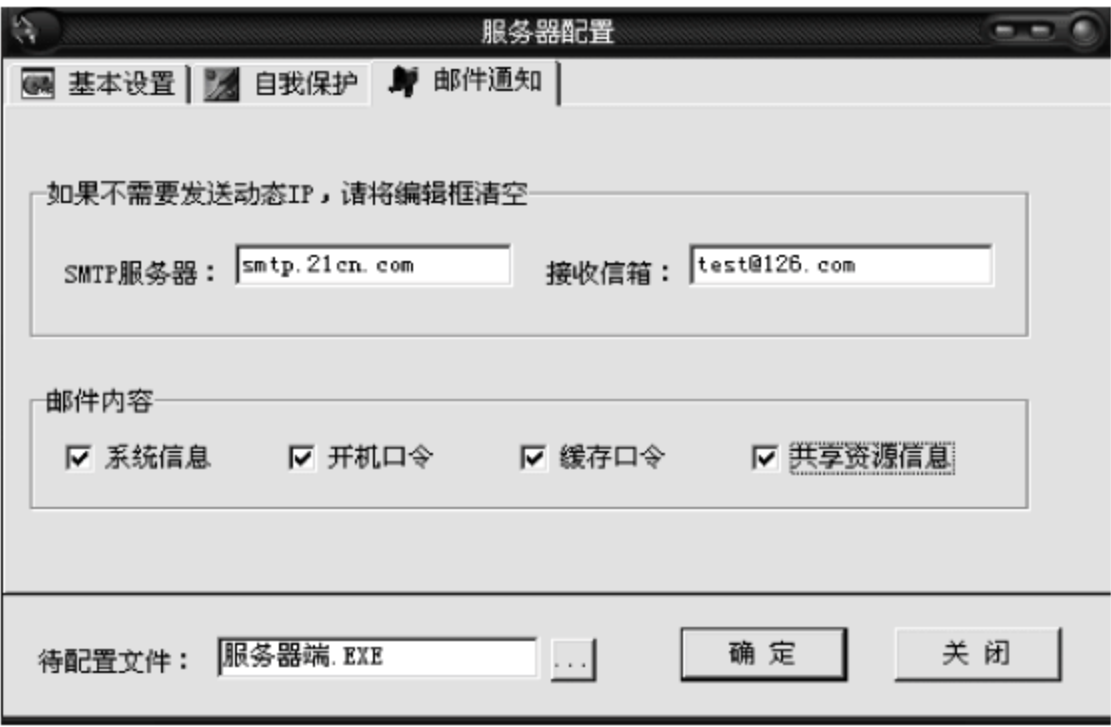 服务器配置
基本设置 自我保护 邮件通知
如果不需要发送动态IP，请将编辑框清空
SMTP服务器： smtp.21cn.com 接收信箱： test@126.com
邮件内容
系统信息 开机口令 缓存口令 共享资源信息
待配置文件： 服务器端.EXE ... 确定 关闭